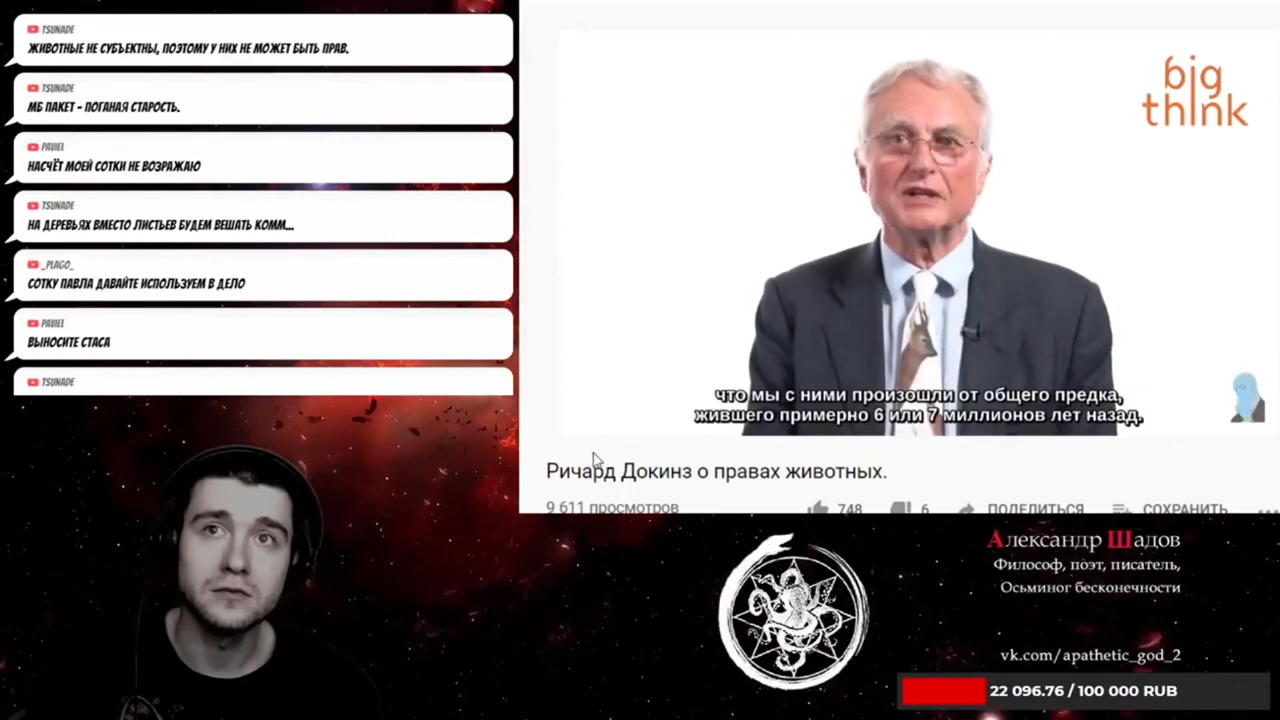 TSUNADE
ЖИВОТНЫЕ НЕ СУБЪЕКТНЫ, ПОЭТОМУ У НИХ НЕ МОЖЕТ БЫТЬ ПРАВ.
TSUNADE
МБ ПАКЕТ - ПОГАНАЯ СТАРОСТЬ.
PAVIEL
НАСЧЁТ МОЕЙ СОТКИ НЕ ВОЗРАЖАЮ
TSUNADE
НА ДЕРЕВЬЯХ ВМЕСТО ЛИСТЬЕВ БУДЕМ ВЕШАТЬ КОММ...
_PLAGO_
СОТКУ ПАВЛА ДАВАЙТЕ ИСПОЛЬЗУЕМ В ДЕЛО
PAVIEL
ВЫНОСИТЕ СТАСА
TSUNADE
big
think
что мы с ними произошли от общего предка,
жившего примерно 6 или 7 миллионов лет назад.
Ричард Докинз о правах животных.
9 611 просмотров 748 6 ПОДЕЛИТЬСЯ СОХРАНИТЬ
Александр Шадов
Философ, поэт, писатель,
Осьминог бесконечности
vk.com/apathetic_god_2
22 096.76 / 100 000 RUB